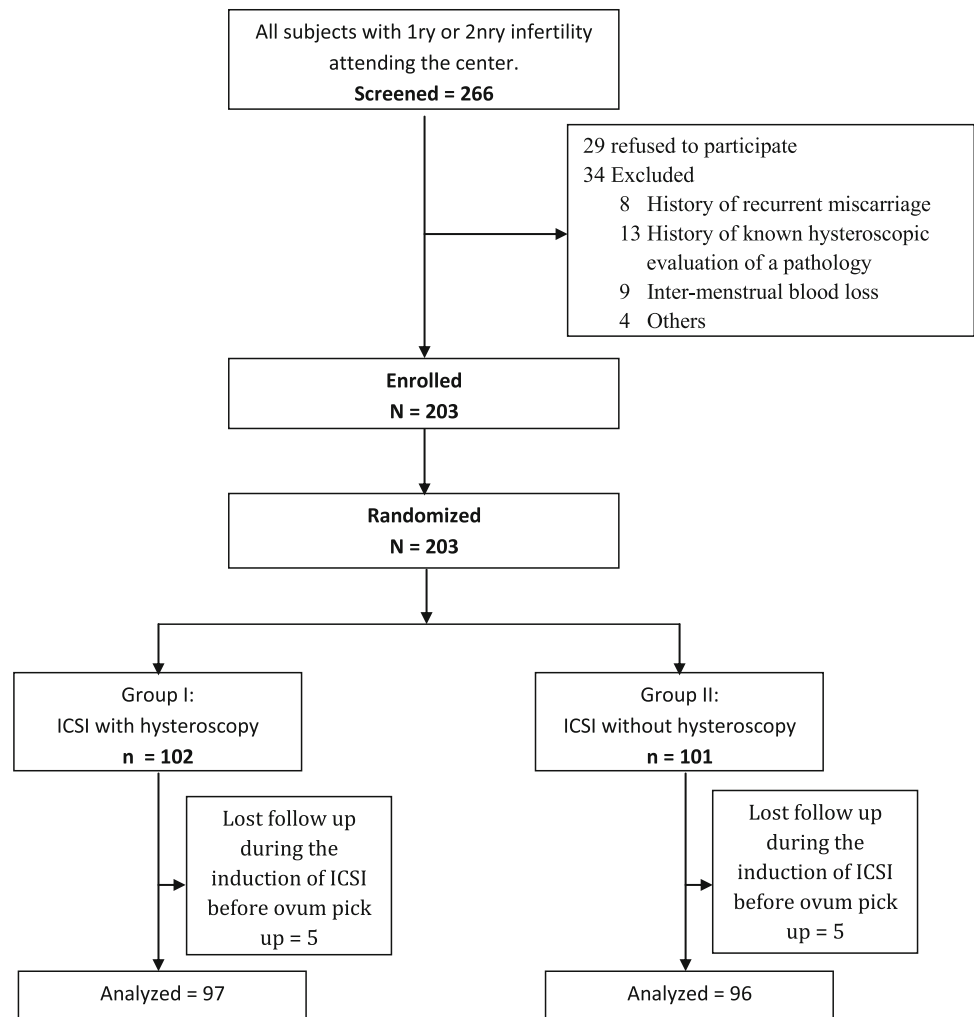 All subjects with 1ry or 2nry infertility
attending the center.
Screened = 266
29 refused to participate
34 Excluded
8 History of recurrent miscarriage
13 History of known hysteroscopic
evaluation of a pathology
9 Inter-menstrual blood loss
4 Others
Enrolled
N = 203
Randomized
N = 203
Group I:
ICSI with hysteroscopy
n = 102
Group II:
ICSI without hysteroscopy
n = 101
Lost follow up
during the
induction of ICSI
before ovum pick
up = 5
Lost follow up
during the
induction of ICSI
before ovum pick
up = 5
Analyzed = 97
Analyzed = 96